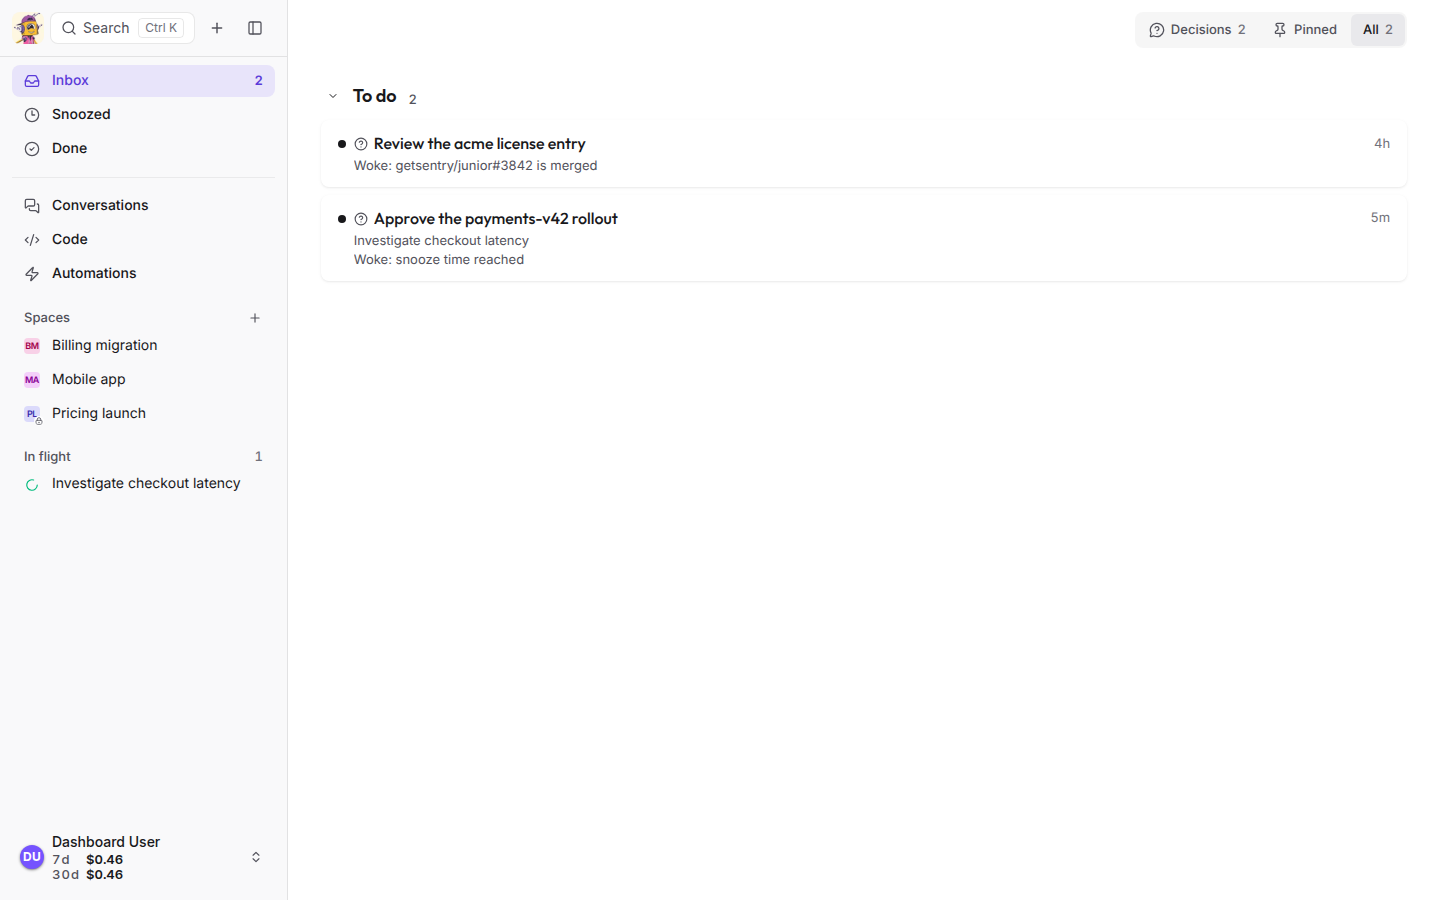 Search Ctrl K
Inbox 2
Snoozed
Done
Conversations
Code
Automations
Spaces
BM Billing migration
MA Mobile app
PL Pricing launch
In flight 1
Investigate checkout latency
DU Dashboard User
7d $0.46
30d $0.46
Decisions 2 Pinned All 2
To do 2
Review the acme license entry 4h
Woke: getsentry/junior#3842 is merged
Approve the payments-v42 rollout 5m
Investigate checkout latency
Woke: snooze time reached